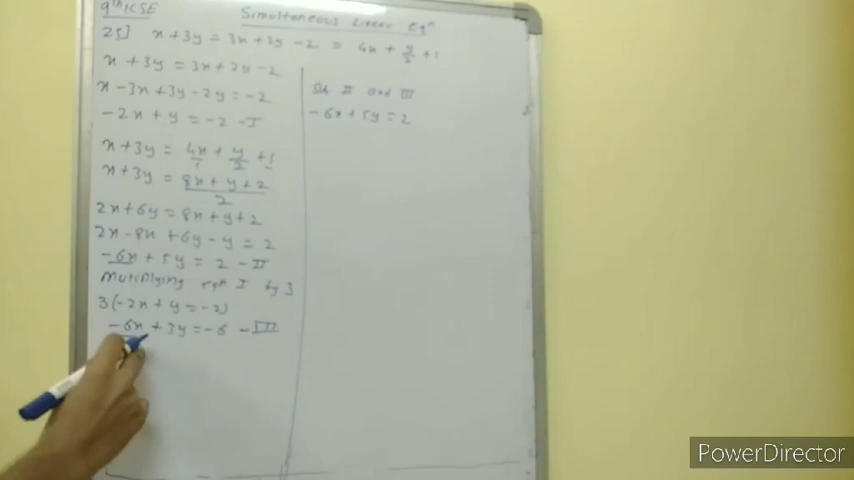 9th ICSE
Simultaneous Linear Eqn
25] x + 3y = 3x + 2y - 2 = 4x + y/2 + 1
x + 3y = 3x + 2y - 2
x - 3x + 3y - 2y = -2
-2x + y = -2 - I
x + 3y = 4x/1 + y/2 + 1
x + 3y = 8x + y + 2 / 2
2x + 6y = 8x + y + 2
2x - 8x + 6y - y = 2
-6x + 5y = 2 - II
Multiplying eqn I by 3
3(-2x + y = -2)
-6x + 3y = -6 - III
Sub II and III
-6x + 5y = 2
PowerDirector